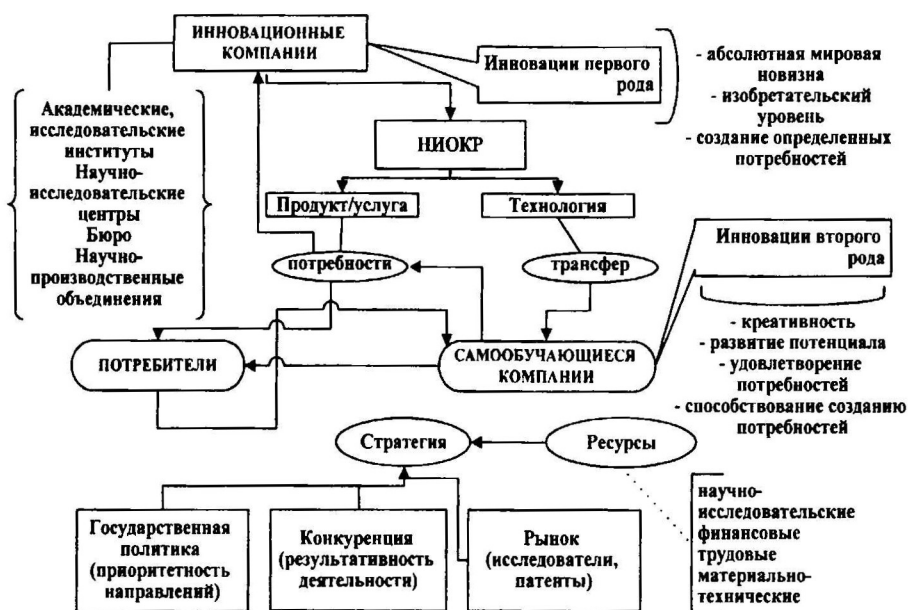 ИННОВАЦИОННЫЕ
КОМПАНИИ
Инновации первого
рода
- абсолютная мировая
новизна
- изобретательский
уровень
- создание определенных
потребностей
Академические,
исследовательские
институты
Научно-
исследовательские
центры
Бюро
Научно-
производственные
объединения
НИОКР
Продукт/услуга
Технология
потребности
трансфер
Инновации второго
рода
- креативность
- развитие потенциала
- удовлетворение
потребностей
-способствование созданию
потребностей
ПОТРЕБИТЕЛИ
САМООБУЧАЮЩИЕСЯ
КОМПАНИИ
Стратегия
Ресурсы
научно-
исследовательские
финансовые
трудовые
материально-
технические
Государственная
политика
(приоритетность
направлений)
Конкуренция
(результативность
деятельности)
Рынок
(исследователи,
патенты)